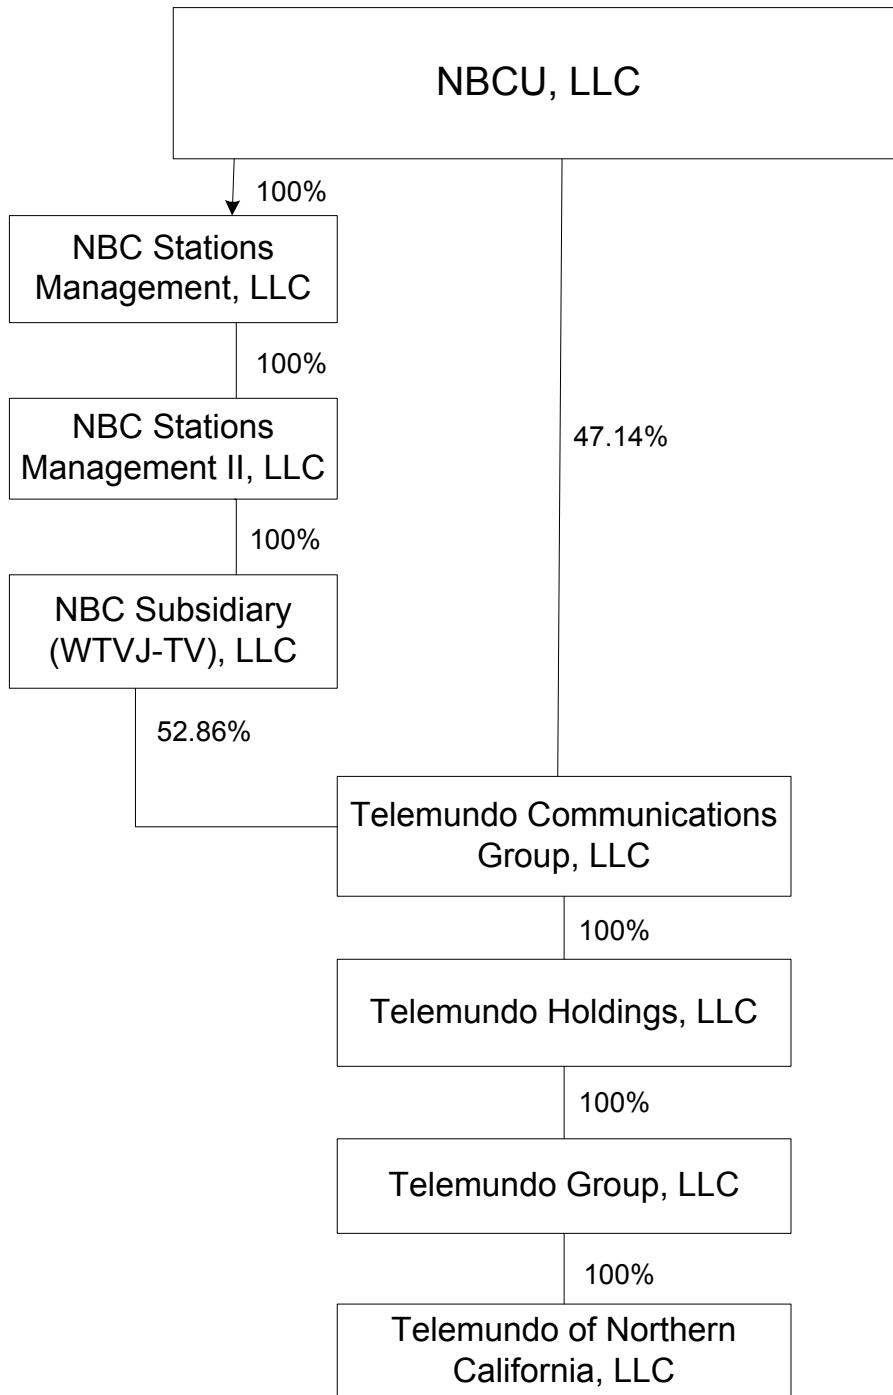 NBCU, LLC
100%
NBC Stations
Management, LLC
100%
NBC Stations
Management II, LLC
47.14%
100%
NBC Subsidiary
(WTVJ-TV), LLC
52.86%
Telemundo Communications
Group, LLC
100%
Telemundo Holdings, LLC
100%
Telemundo Group, LLC
100%
Telemundo of Northern
California, LLC